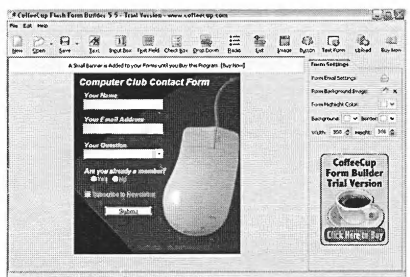 CoffeeCup Flash Form Builder 5.5 - Trial Version - www.coffeecup.com
File Edit Help
New Open Save Text Input Box Text Field Check Box Drop Down Radio List Image Button Test Form Upload Buy Now
A Small Banner is Added to your Forms until you Buy this Program. [Buy Now]
Computer Club Contact Form
Your Name
Your Email Address
Your Question
Are you already a member?
Yes No
Subscribe to Newsletter
Submit
Form Settings
Form Email Settings:
Form Background Image:
Form Highlight Color:
Background: Border:
Width: 350 Height:
CoffeeCup
Form Builder
Trial Version
Click Here to Buy